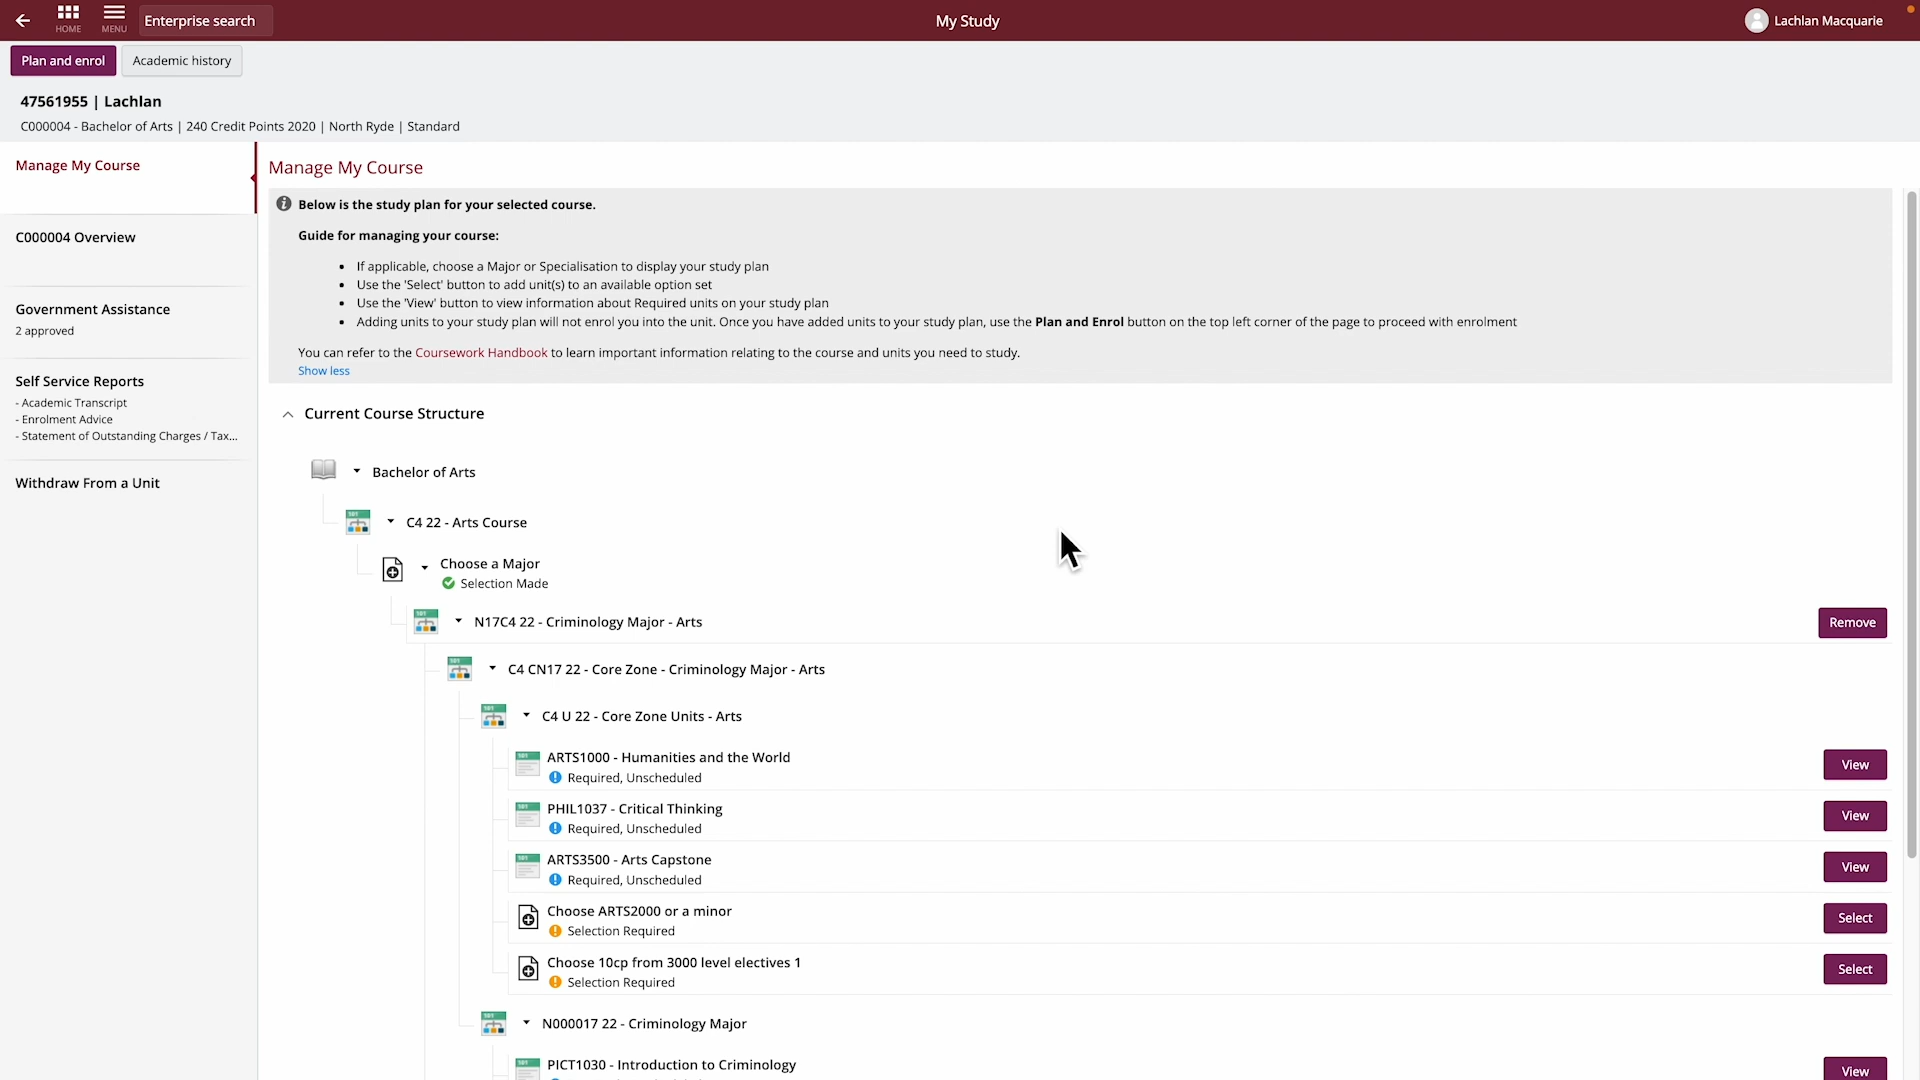 HOME
MENU
Enterprise search
My Study
Lachlan Macquarie
Plan and enrol
Academic history
47561955 | Lachlan
C000004 - Bachelor of Arts | 240 Credit Points 2020 | North Ryde | Standard
Manage My Course
C000004 Overview
Government Assistance
2 approved
Self Service Reports
- Academic Transcript
- Enrolment Advice
- Statement of Outstanding Charges / Tax...
Withdraw From a Unit
Manage My Course
Below is the study plan for your selected course.
Guide for managing your course:
• If applicable, choose a Major or Specialisation to display your study plan
• Use the 'Select' button to add unit(s) to an available option set
• Use the 'View' button to view information about Required units on your study plan
• Adding units to your study plan will not enrol you into the unit. Once you have added units to your study plan, use the Plan and Enrol button on the top left corner of the page to proceed with enrolment
You can refer to the Coursework Handbook to learn important information relating to the course and units you need to study.
Show less
Current Course Structure
Bachelor of Arts
C4 22 - Arts Course
Choose a Major
Selection Made
N17C4 22 - Criminology Major - Arts
Remove
C4 CN17 22 - Core Zone - Criminology Major - Arts
C4 U 22 - Core Zone Units - Arts
ARTS1000 - Humanities and the World
Required, Unscheduled
View
PHIL1037 - Critical Thinking
Required, Unscheduled
View
ARTS3500 - Arts Capstone
Required, Unscheduled
View
Choose ARTS2000 or a minor
Selection Required
Select
Choose 10cp from 3000 level electives 1
Selection Required
Select
N000017 22 - Criminology Major
PICT1030 - Introduction to Criminology
View